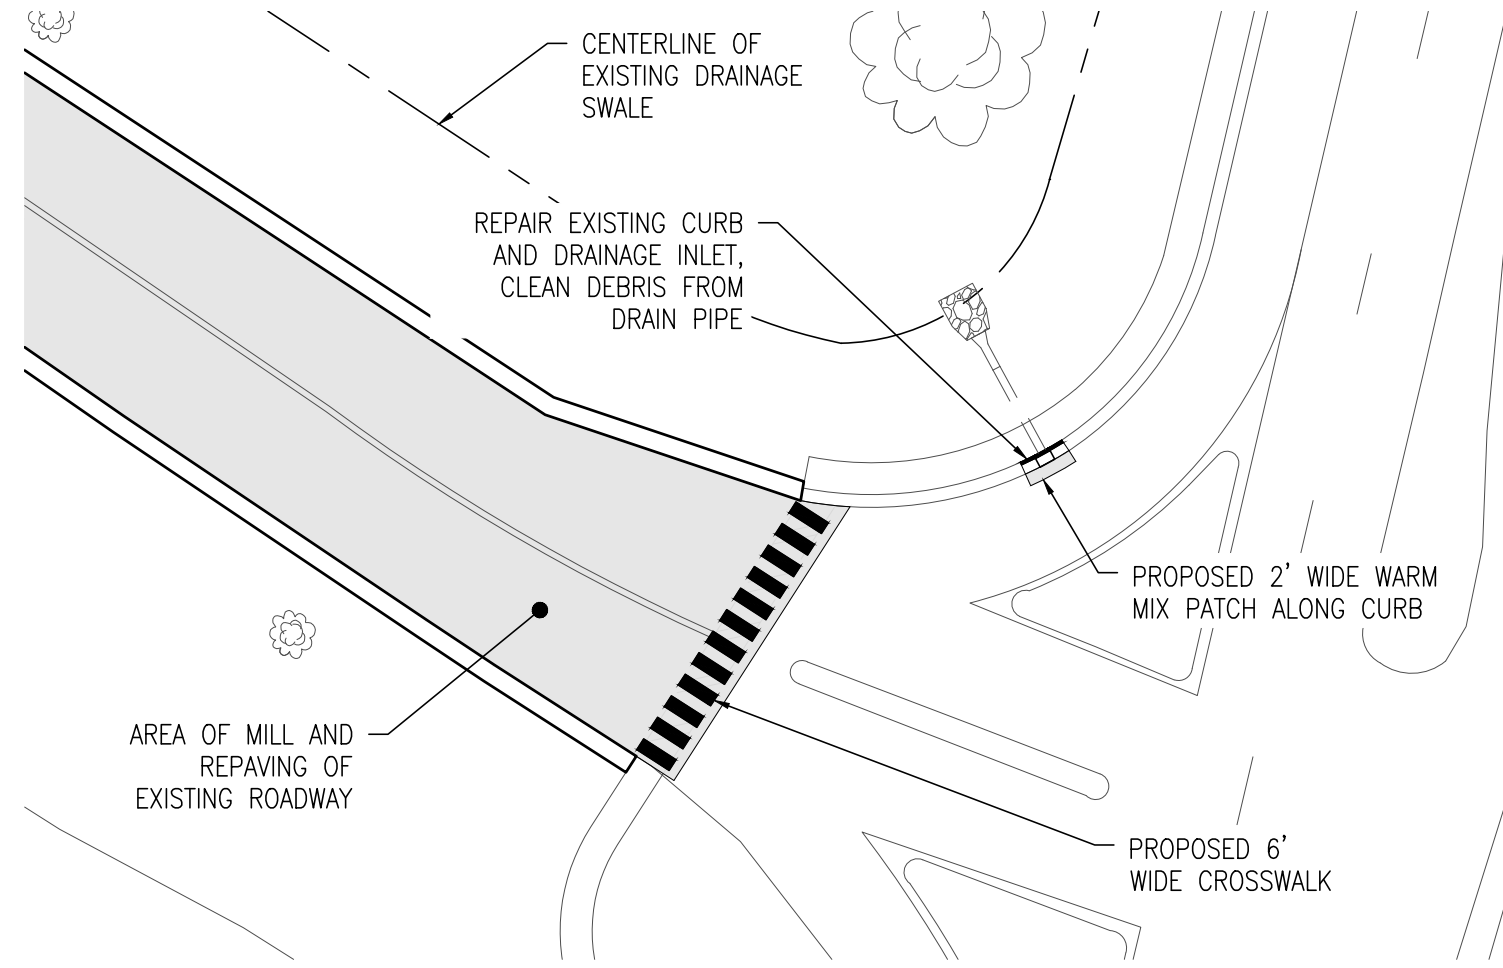 CENTERLINE OF
EXISTING DRAINAGE
SWALE
REPAIR EXISTING CURB
AND DRAINAGE INLET,
CLEAN DEBRIS FROM
DRAIN PIPE
PROPOSED 2' WIDE WARM
MIX PATCH ALONG CURB
AREA OF MILL AND
REPAVING OF
EXISTING ROADWAY
PROPOSED 6'
WIDE CROSSWALK